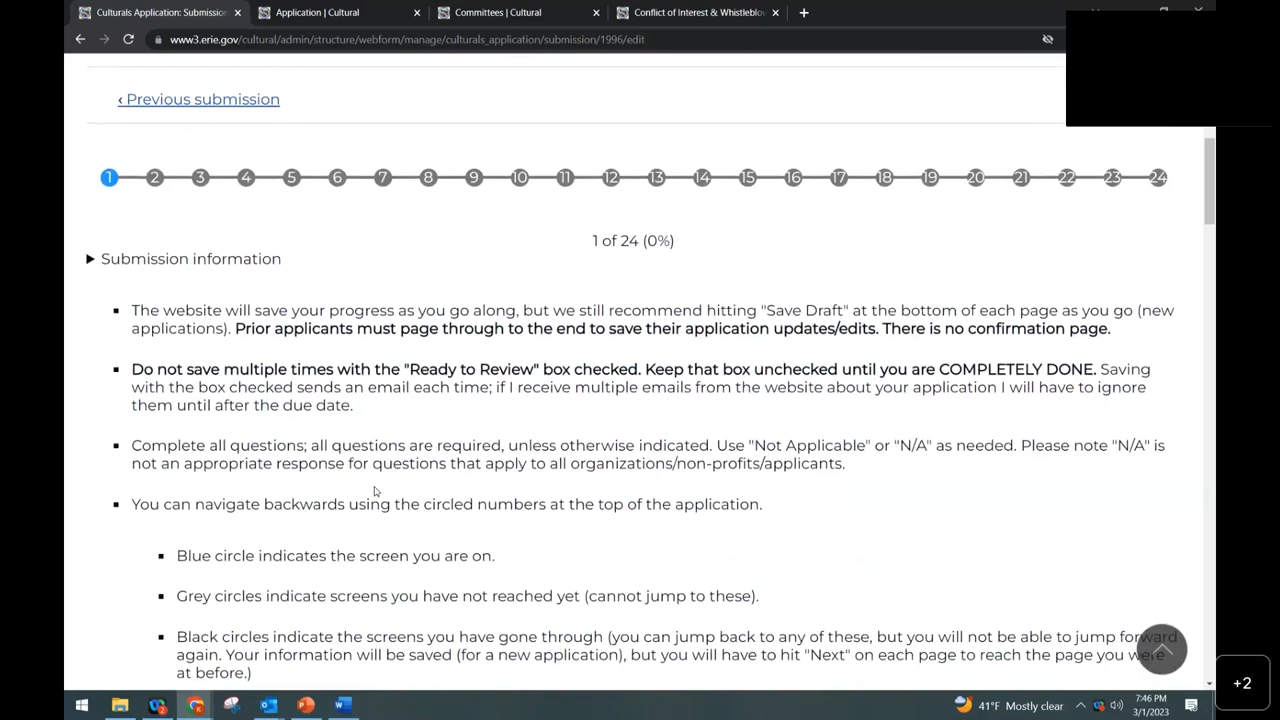 Culturals Application: Submissio
Application | Cultural
Committees | Cultural
Conflict of Interest & Whistleblow
www3.erie.gov/cultural/admin/structure/webform/manage/culturals_application/submission/1996/edit
‹ Previous submission
1 2 3 4 5 6 7 8 9 10 11 12 13 14 15 16 17 18 19 20 21 22 23 24
1 of 24 (0%)
Submission information
The website will save your progress as you go along, but we still recommend hitting "Save Draft" at the bottom of each page as you go (new
applications). Prior applicants must page through to the end to save their application updates/edits. There is no confirmation page.
Do not save multiple times with the "Ready to Review" box checked. Keep that box unchecked until you are COMPLETELY DONE. Saving
with the box checked sends an email each time; if I receive multiple emails from the website about your application I will have to ignore
them until after the due date.
Complete all questions; all questions are required, unless otherwise indicated. Use "Not Applicable" or "N/A" as needed. Please note "N/A" is
not an appropriate response for questions that apply to all organizations/non-profits/applicants.
You can navigate backwards using the circled numbers at the top of the application.
Blue circle indicates the screen you are on.
Grey circles indicate screens you have not reached yet (cannot jump to these).
Black circles indicate the screens you have gone through (you can jump back to any of these, but you will not be able to jump forward
again. Your information will be saved (for a new application), but you will have to hit "Next" on each page to reach the page you were
at before.)
+2
41°F Mostly clear
7:46 PM
3/1/2023